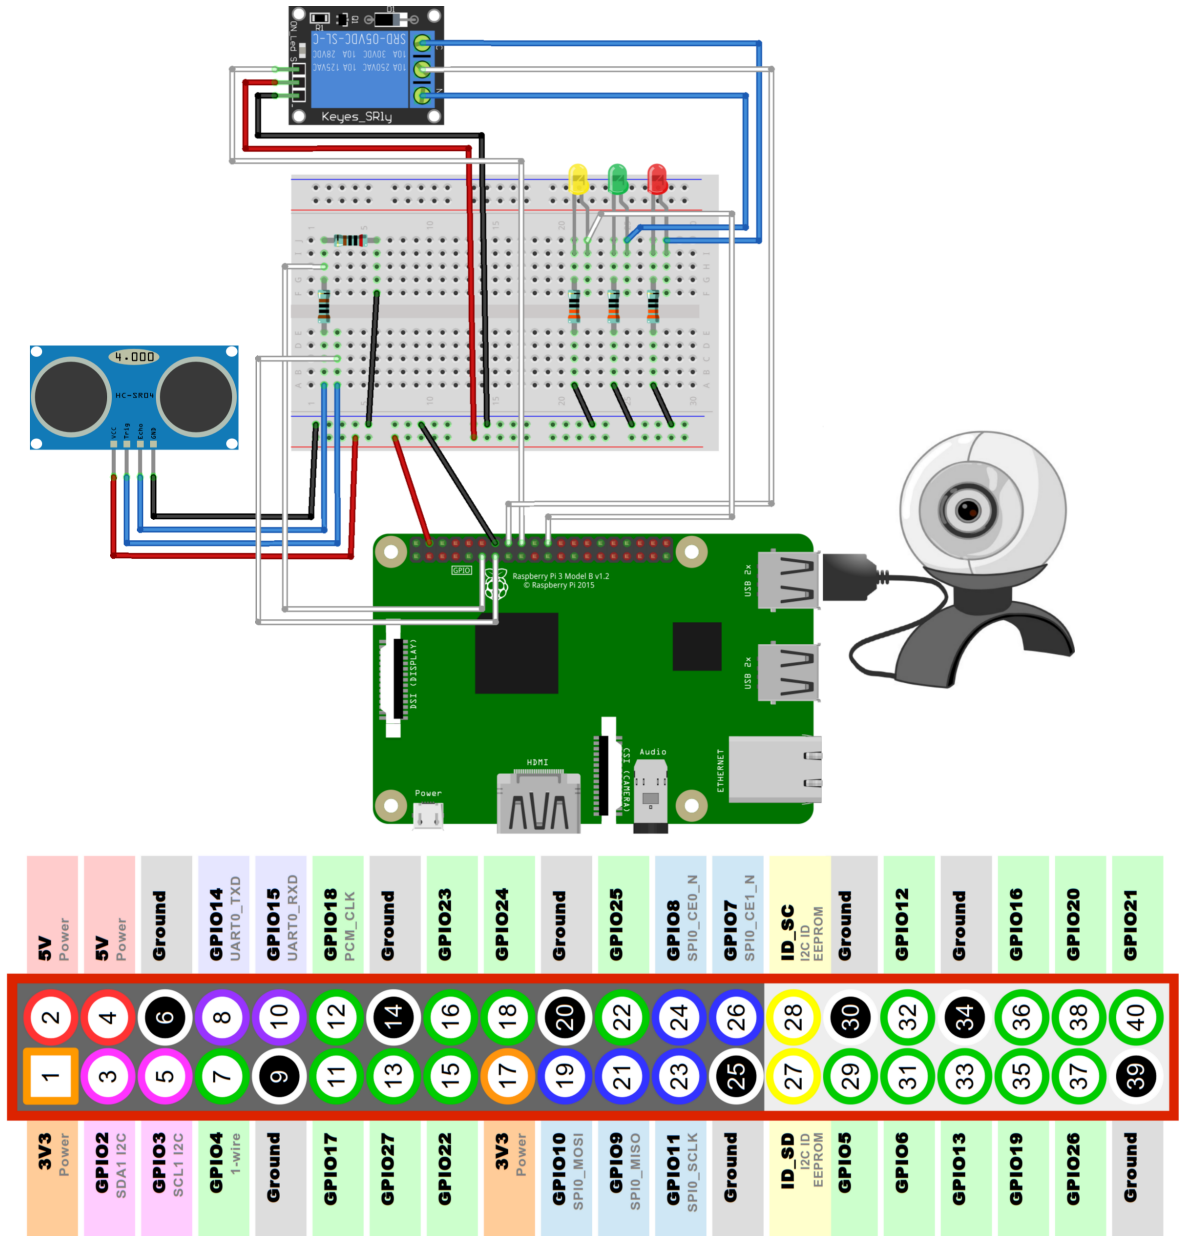 ON Led S
SRD-05VDC-SL-C
10A 30VDC 10A 28VDC
10A 250VAC 10A 125VAC
Keyes_SRly
4.000
HC-SR04
VCC
Trig
Echo
GND
GPIO
Raspberry Pi 3 Model B v1.2
© Raspberry Pi 2015
USB 2x
DSI (DISPLAY)
USB 2x
HDMI
CSI (CAMERA)
Audio
ETHERNET
Power
5V Power
5V Power
Ground
GPIO14 UART0_TXD
GPIO15 UART0_RXD
GPIO18 PCM_CLK
Ground
GPIO23
GPIO24
Ground
GPIO25
GPIO8 SPI0_CE0_N
GPIO7 SPI0_CE1_N
ID_SC I2C ID EEPROM
Ground
GPIO12
Ground
GPIO16
GPIO20
GPIO21
2 4 6 8 10 12 14 16 18 20 22 24 26 28 30 32 34 36 38 40
1 3 5 7 9 11 13 15 17 19 21 23 25 27 29 31 33 35 37 39
3V3 Power
GPIO2 SDA1 I2C
GPIO3 SCL1 I2C
GPIO4 1-wire
Ground
GPIO17
GPIO27
GPIO22
3V3 Power
GPIO10 SPI0_MOSI
GPIO9 SPI0_MISO
GPIO11 SPI0_SCLK
Ground
ID_SD I2C ID EEPROM
GPIO5
GPIO6
GPIO13
GPIO19
GPIO26
Ground